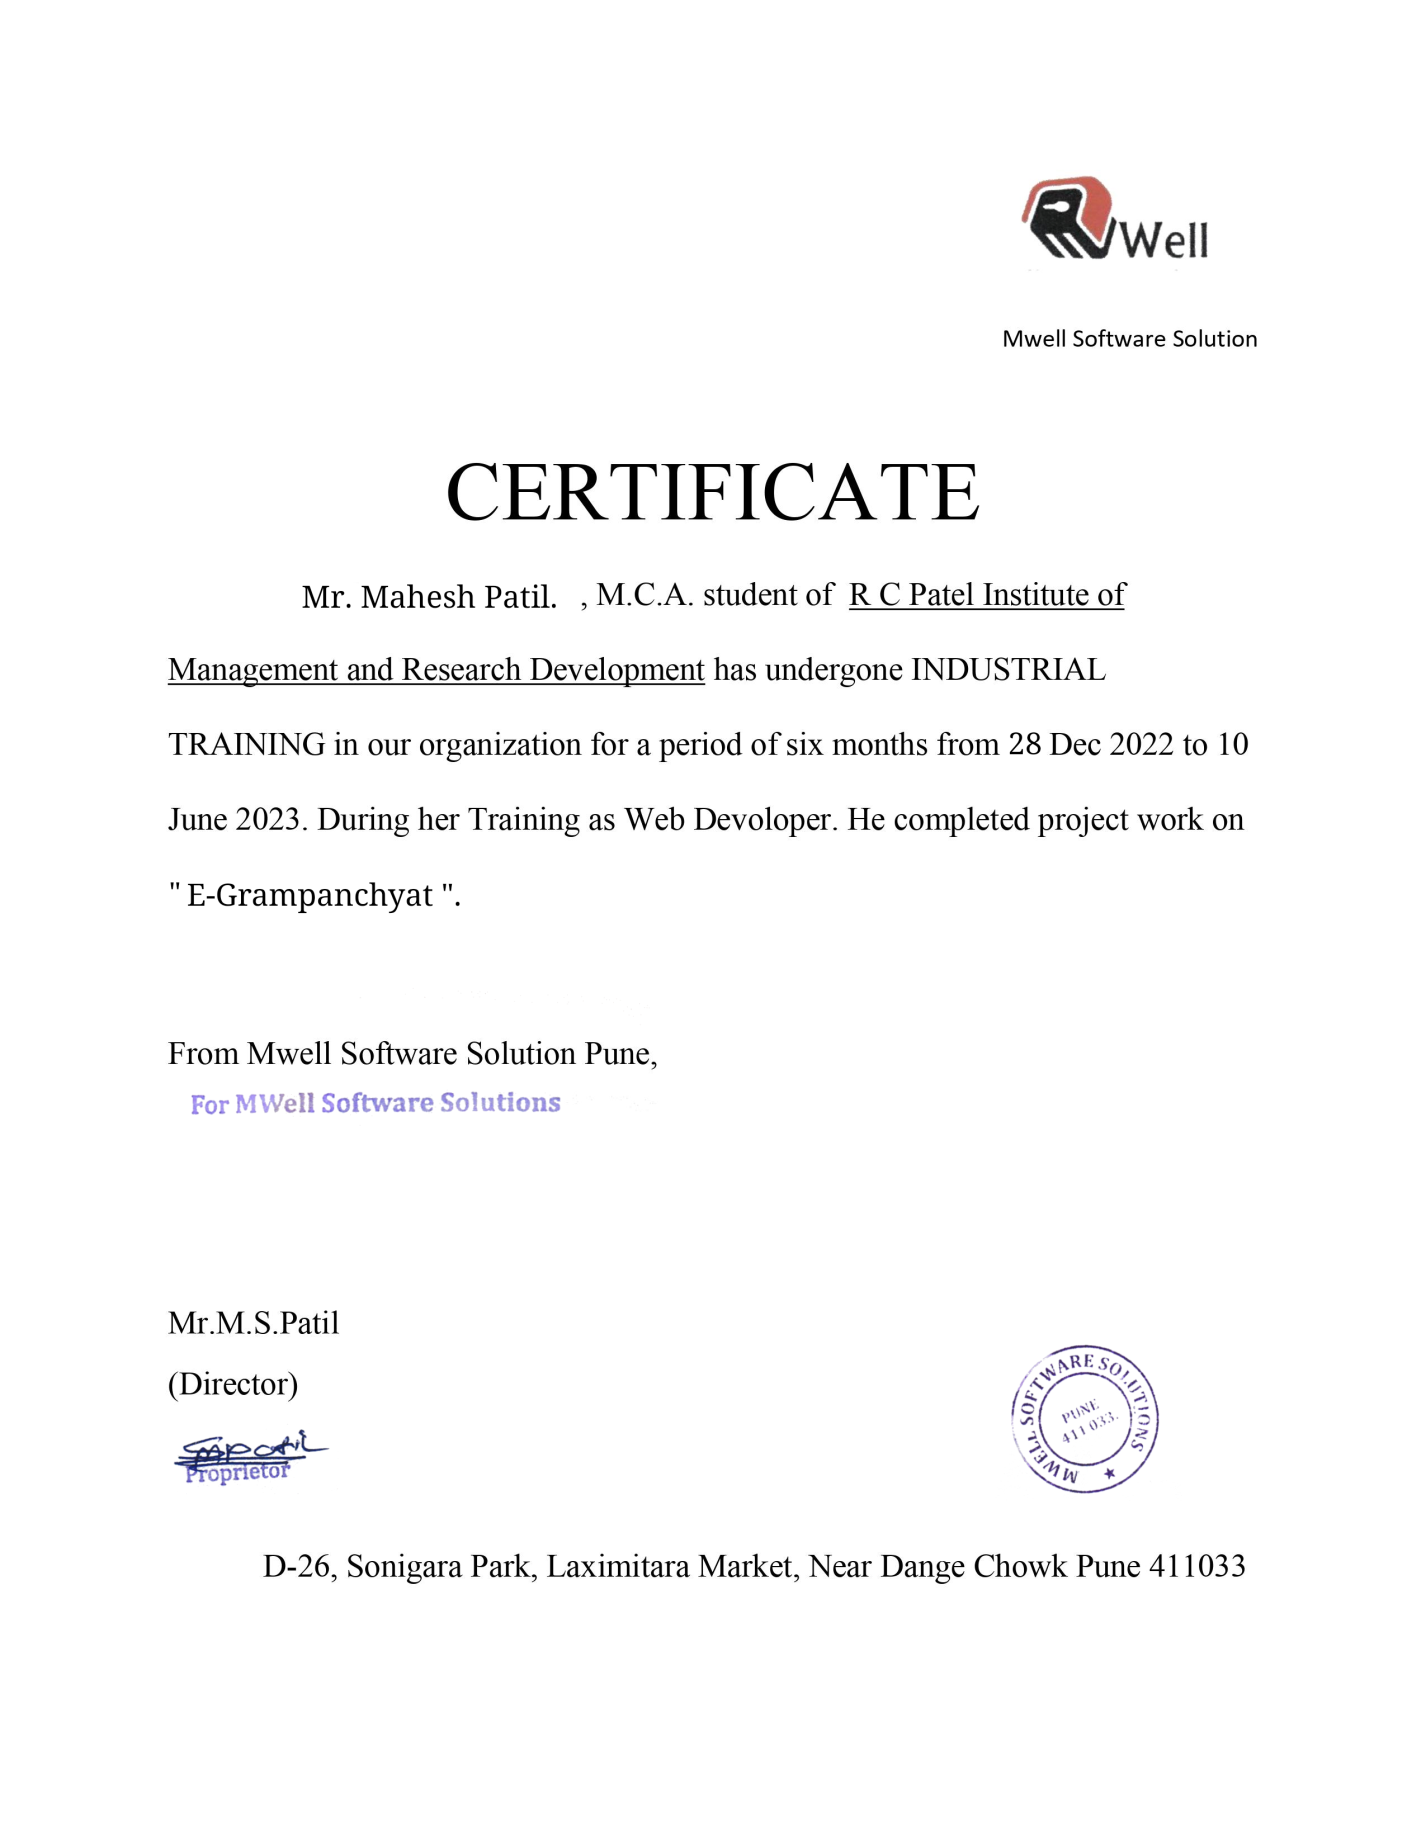 Well
Mwell Software Solution
CERTIFICATE
Mr. Mahesh Patil. , M.C.A. student of R C Patel Institute of
Management and Research Development has undergone INDUSTRIAL
TRAINING in our organization for a period of six months from 28 Dec 2022 to 10
June 2023. During her Training as Web Devoloper. He completed project work on
" E-Grampanchyat ".
From Mwell Software Solution Pune,
For MWell Software Solutions
Mr.M.S.Patil
(Director)
Smpatil
Proprietor
MWELL SOFTWARE SOLUTIONS ★
PUNE
411 033.
D-26, Sonigara Park, Laximitara Market, Near Dange Chowk Pune 411033